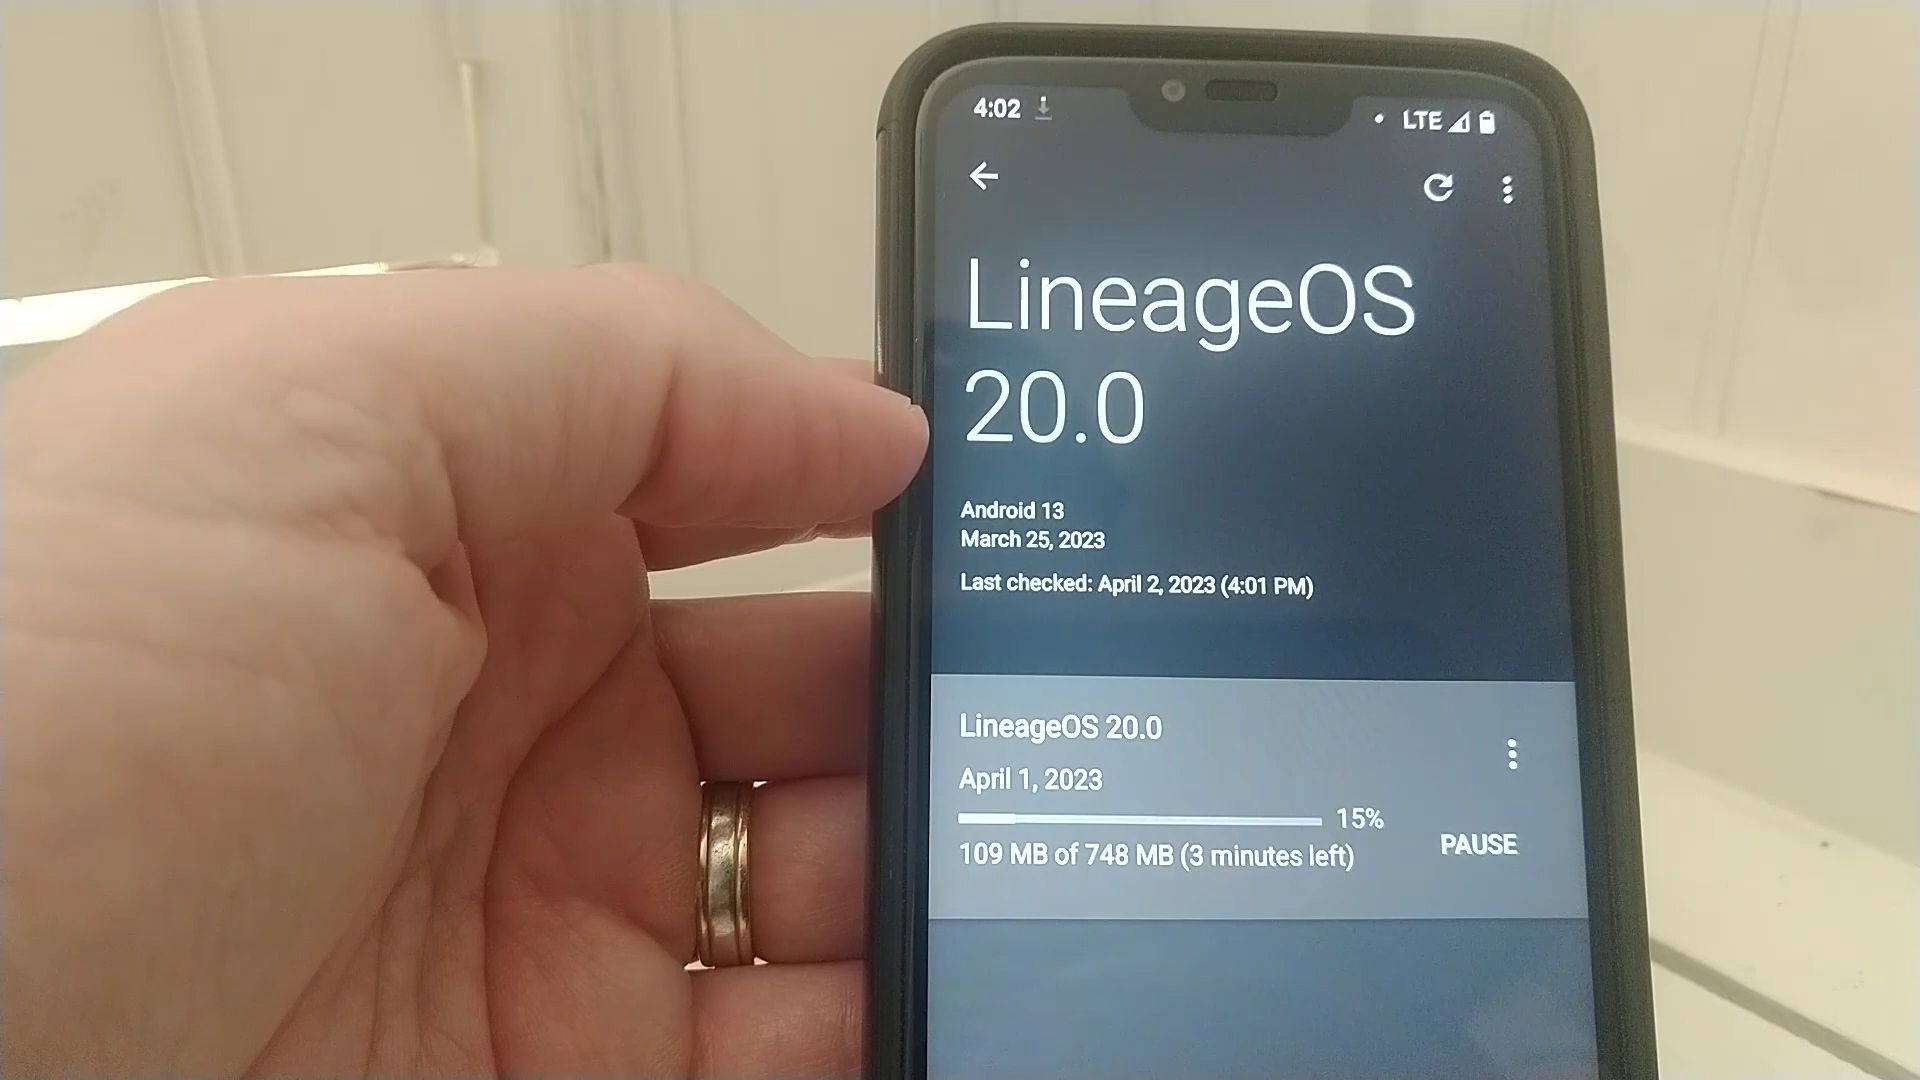 4:02
LTE
LineageOS
20.0
Android 13
March 25, 2023
Last checked: April 2, 2023 (4:01 PM)
LineageOS 20.0
April 1, 2023
15%
PAUSE
109 MB of 748 MB (3 minutes left)